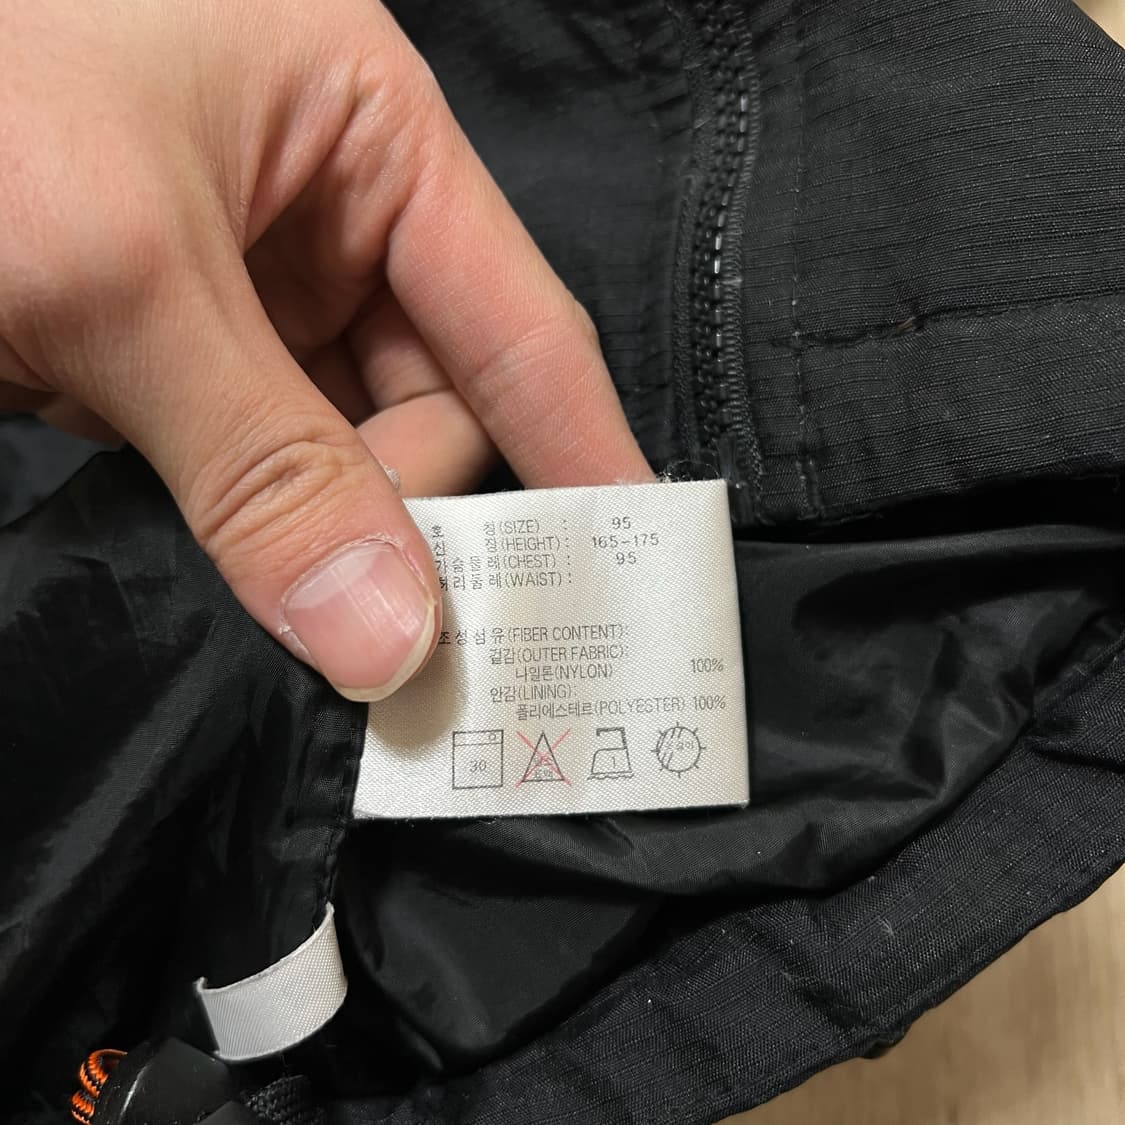 호 칭(SIZE) : 95
신 장(HEIGHT): 165-175
가슴둘레(CHEST) : 95
허리둘레(WAIST) :
조성섬유(FIBER CONTENT):
겉감(OUTER FABRIC):
나일론(NYLON) 100%
안감(LINING):
폴리에스테르(POLYESTER) 100%
30 1